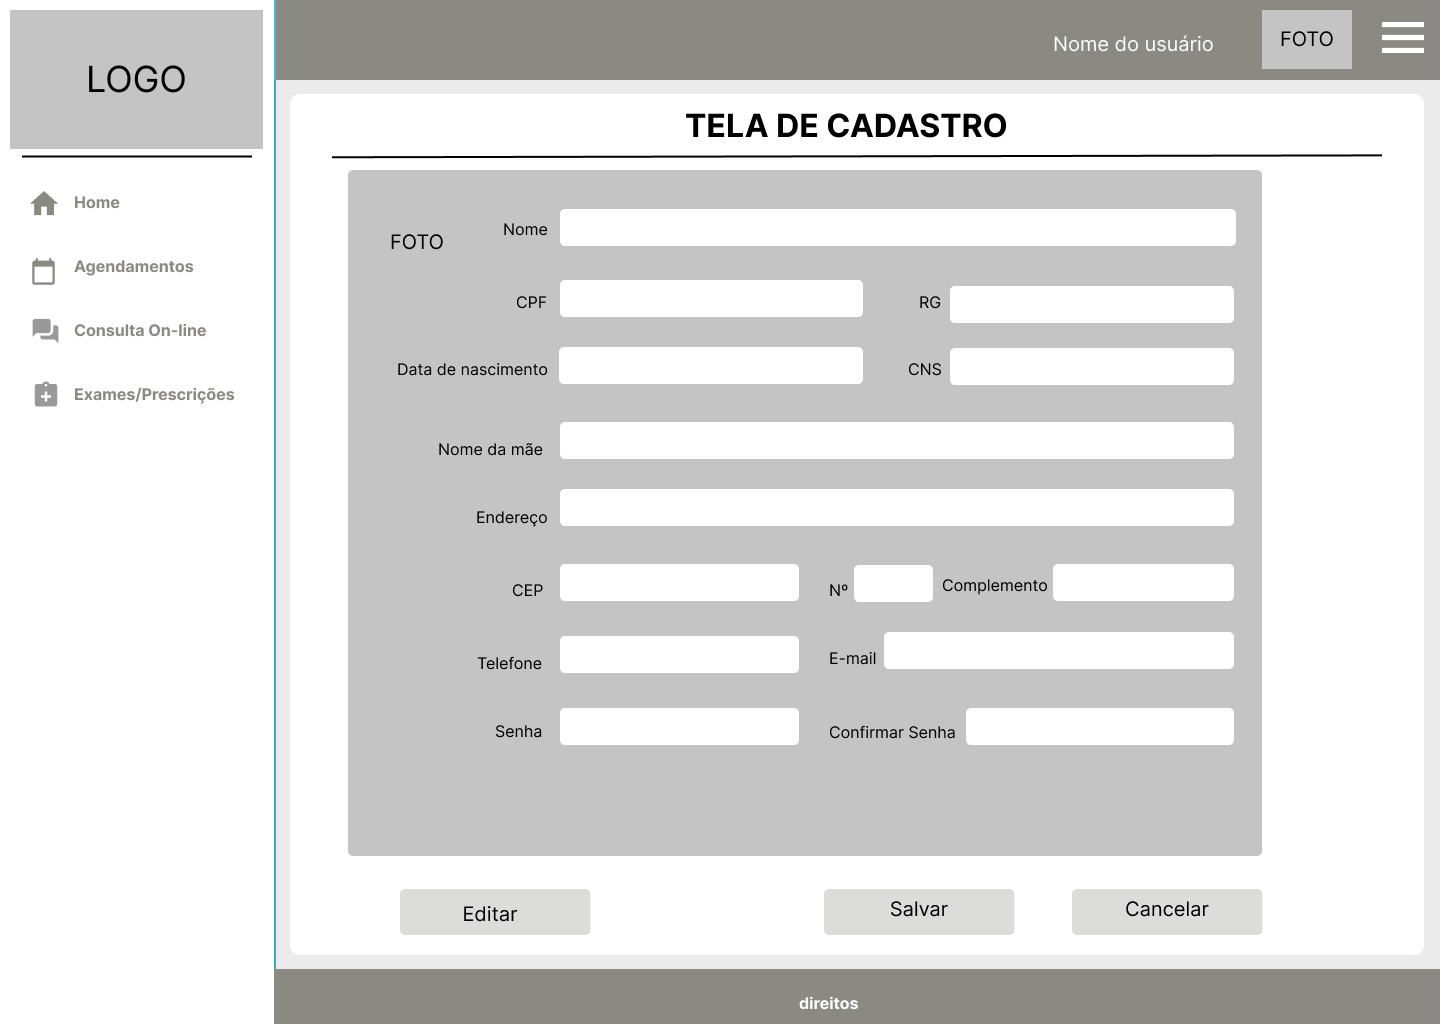 LOGO
Nome do usuário
FOTO
Home
Agendamentos
Consulta On-line
Exames/Prescrições
TELA DE CADASTRO
FOTO
Nome
CPF
RG
Data de nascimento
CNS
Nome da mãe
Endereço
CEP
Nº
Complemento
Telefone
E-mail
Senha
Confirmar Senha
Editar
Salvar
Cancelar
direitos